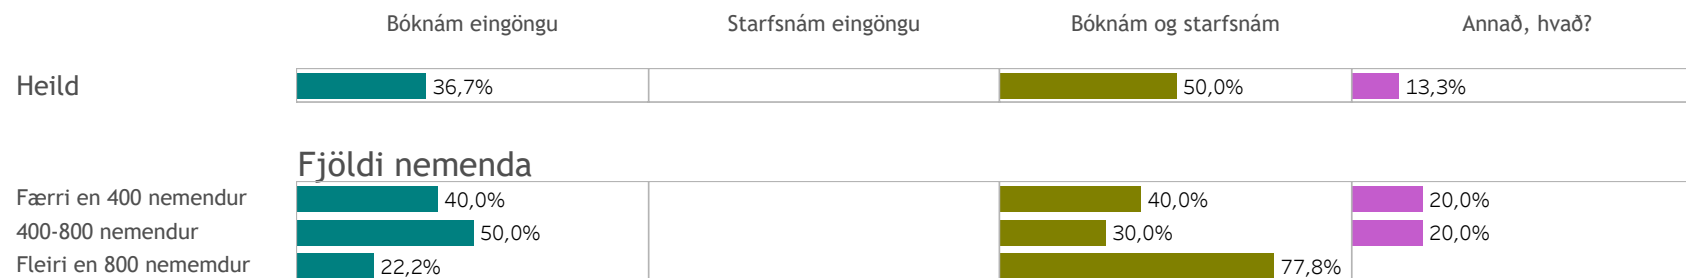 Bóknám eingöngu Starfsnám eingöngu Bóknám og starfsnám Annað, hvað?
Heild 36,7% 50,0% 13,3%
Fjöldi nemenda
Færri en 400 nemendur 40,0% 40,0% 20,0%
400-800 nemendur 50,0% 30,0% 20,0%
Fleiri en 800 nememdur 22,2% 77,8%